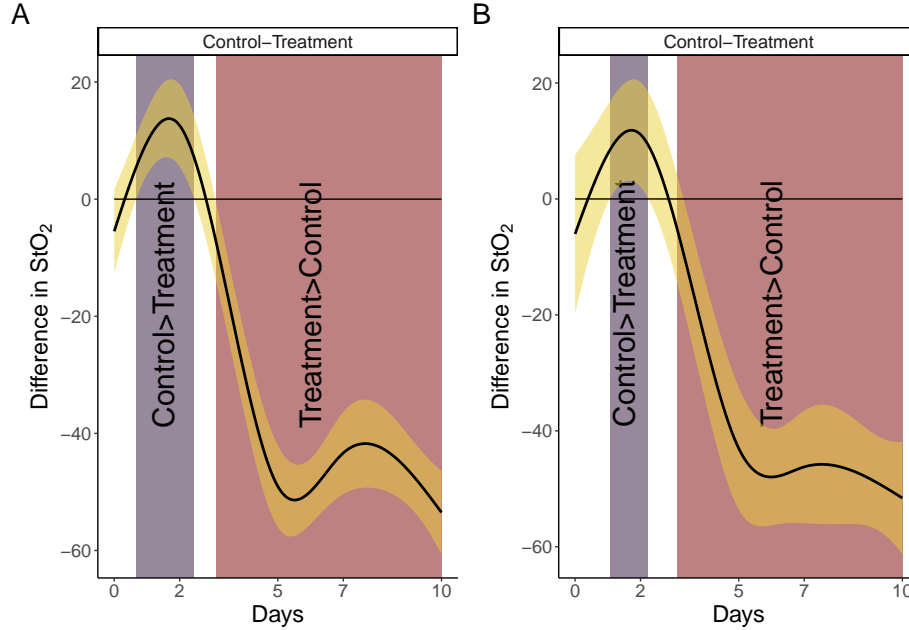 A
Control−Treatment
20
0
−20
−40
−60
Difference in StO₂
Control>Treatment
Treatment>Control
0
2
5
7
10
Days
B
Control−Treatment
20
0
−20
−40
−60
Difference in StO₂
Control>Treatment
Treatment>Control
0
2
5
7
10
Days